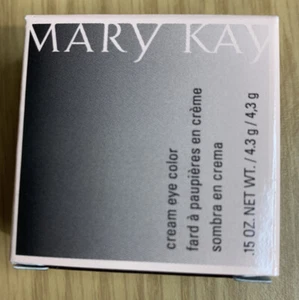 MARY KAY
cream eye color
fard à paupières en crème
sombra en crema
.15 OZ. NET WT. / 4.3 g / 4,3 g